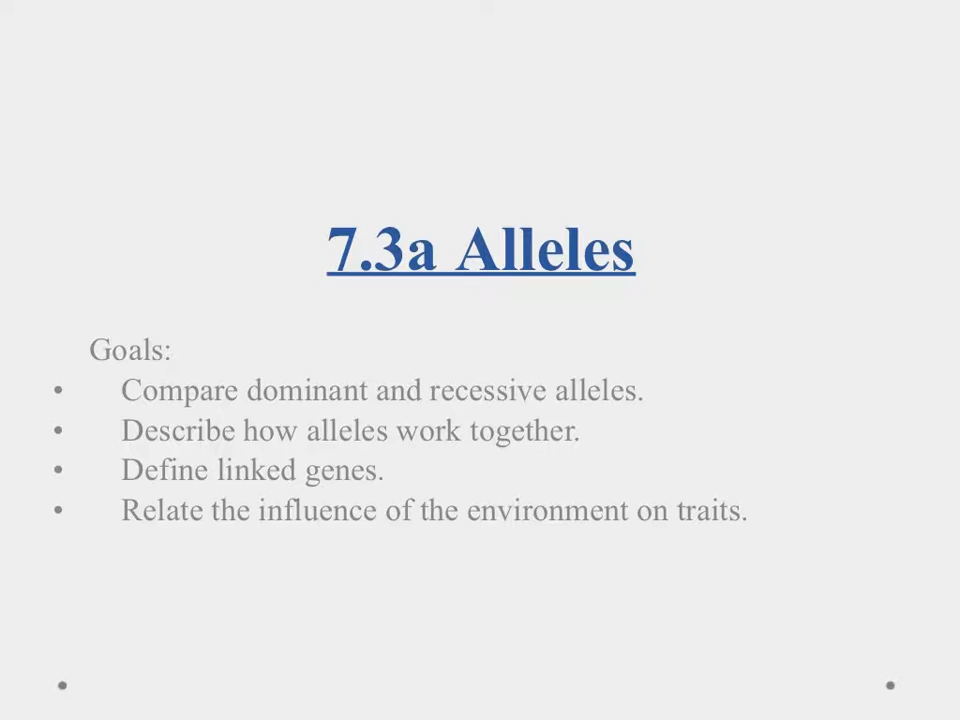 7.3a Alleles
Goals:
• Compare dominant and recessive alleles.
• Describe how alleles work together.
• Define linked genes.
• Relate the influence of the environment on traits.